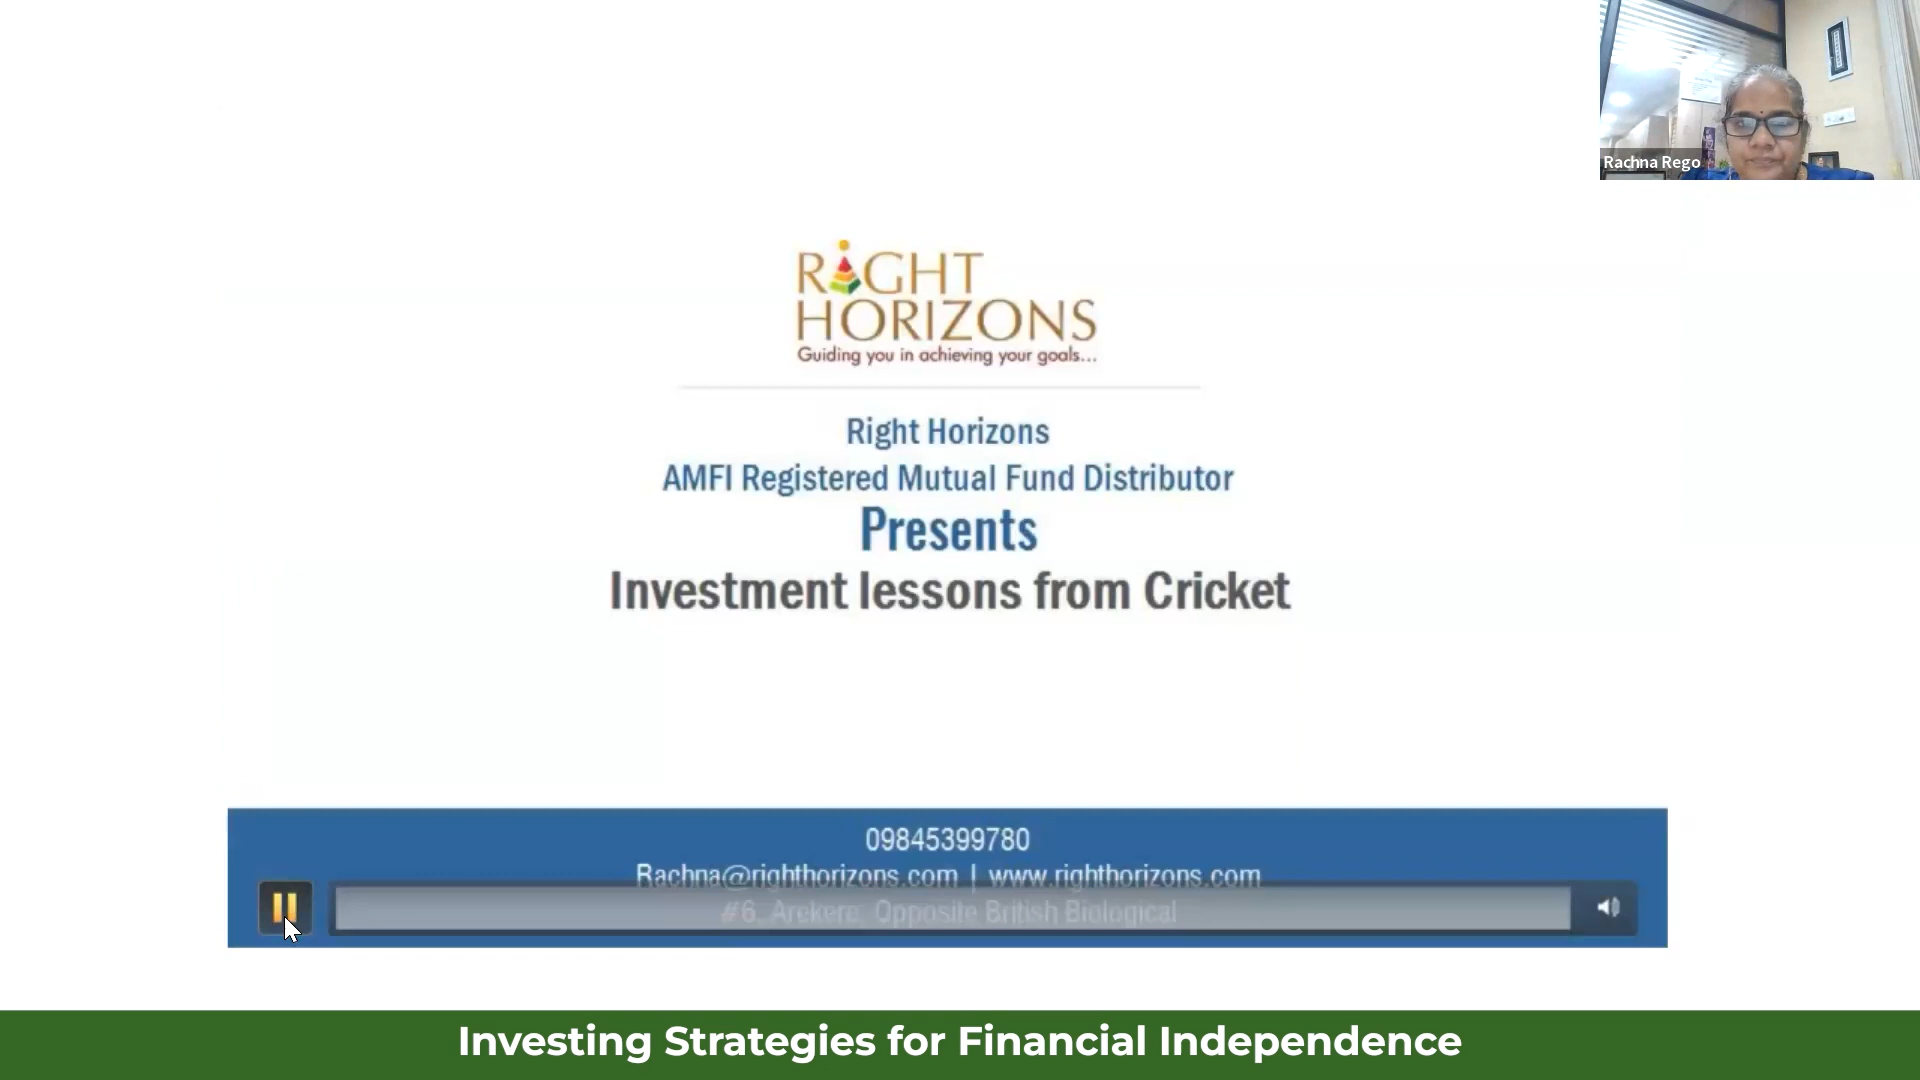 Rachna Rego
RIGHT
HORIZONS
Guiding you in achieving your goals...
Right Horizons
AMFI Registered Mutual Fund Distributor
Presents
Investment lessons from Cricket
09845399780
Rachna@righthorizons.com | www.righthorizons.com
#6, Arekere, Opposite British Biological
Investing Strategies for Financial Independence